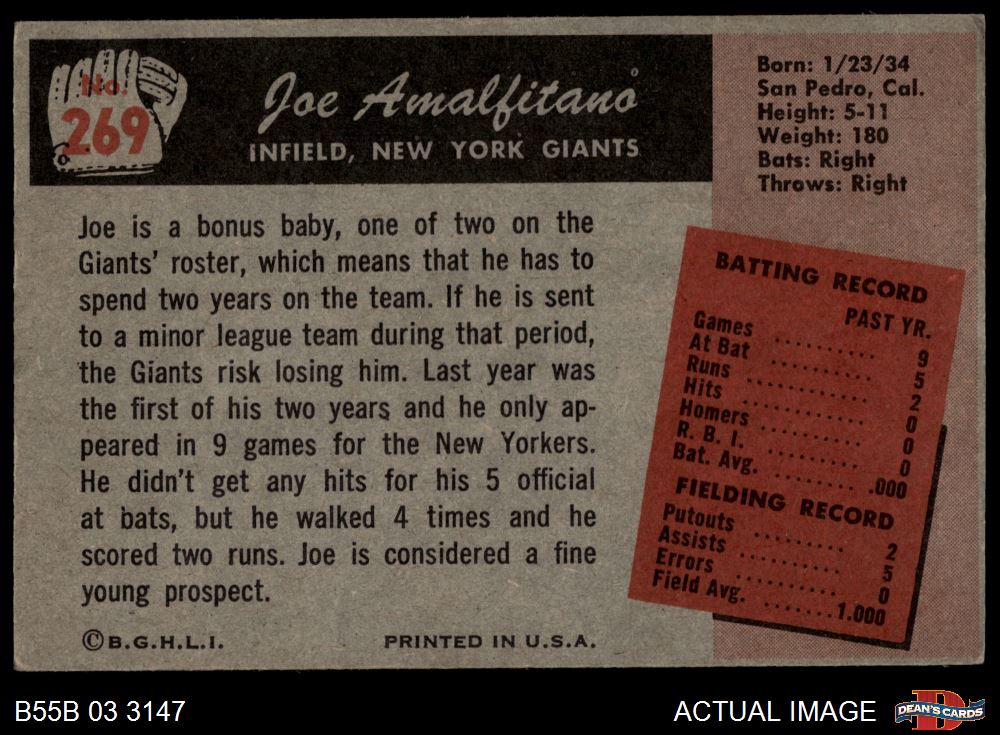 No.
269
Joe Amalfitano
INFIELD, NEW YORK GIANTS
Born: 1/23/34
San Pedro, Cal.
Height: 5-11
Weight: 180
Bats: Right
Throws: Right
Joe is a bonus baby, one of two on the
Giants' roster, which means that he has to
spend two years on the team. If he is sent
to a minor league team during that period,
the Giants risk losing him. Last year was
the first of his two years and he only ap-
peared in 9 games for the New Yorkers.
He didn't get any hits for his 5 official
at bats, but he walked 4 times and he
scored two runs. Joe is considered a fine
young prospect.
©B.G.H.L.I. PRINTED IN U.S.A.
BATTING RECORD
PAST YR.
Games .......... 9
At Bat .......... 5
Runs .......... 2
Hits .......... 0
Homers .......... 0
R. B. I. .......... 0
Bat. Avg. ......... .000
FIELDING RECORD
Putouts ......... 2
Assists ......... 5
Errors .......... 0
Field Avg. .......1.000
B55B 03 3147
ACTUAL IMAGE
DEAN'S CARDS